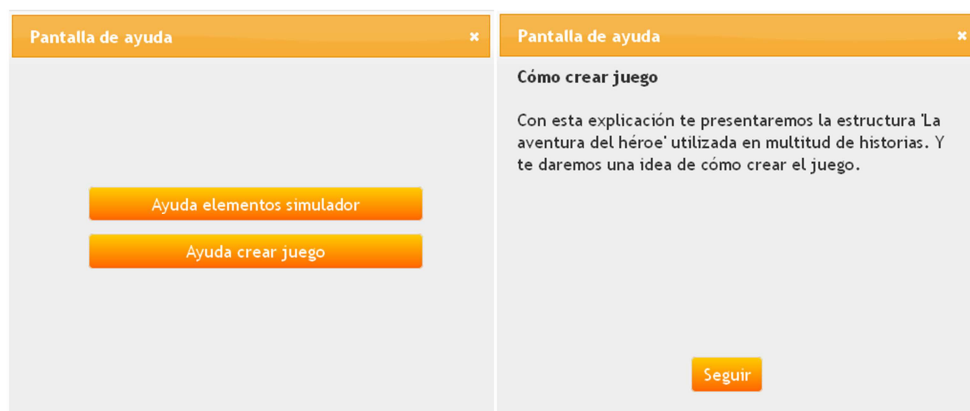 Pantalla de ayuda
Ayuda elementos simulador
Ayuda crear juego
Pantalla de ayuda
Cómo crear juego
Con esta explicación te presentaremos la estructura 'La
aventura del héroe' utilizada en multitud de historias. Y
te daremos una idea de cómo crear el juego.
Seguir